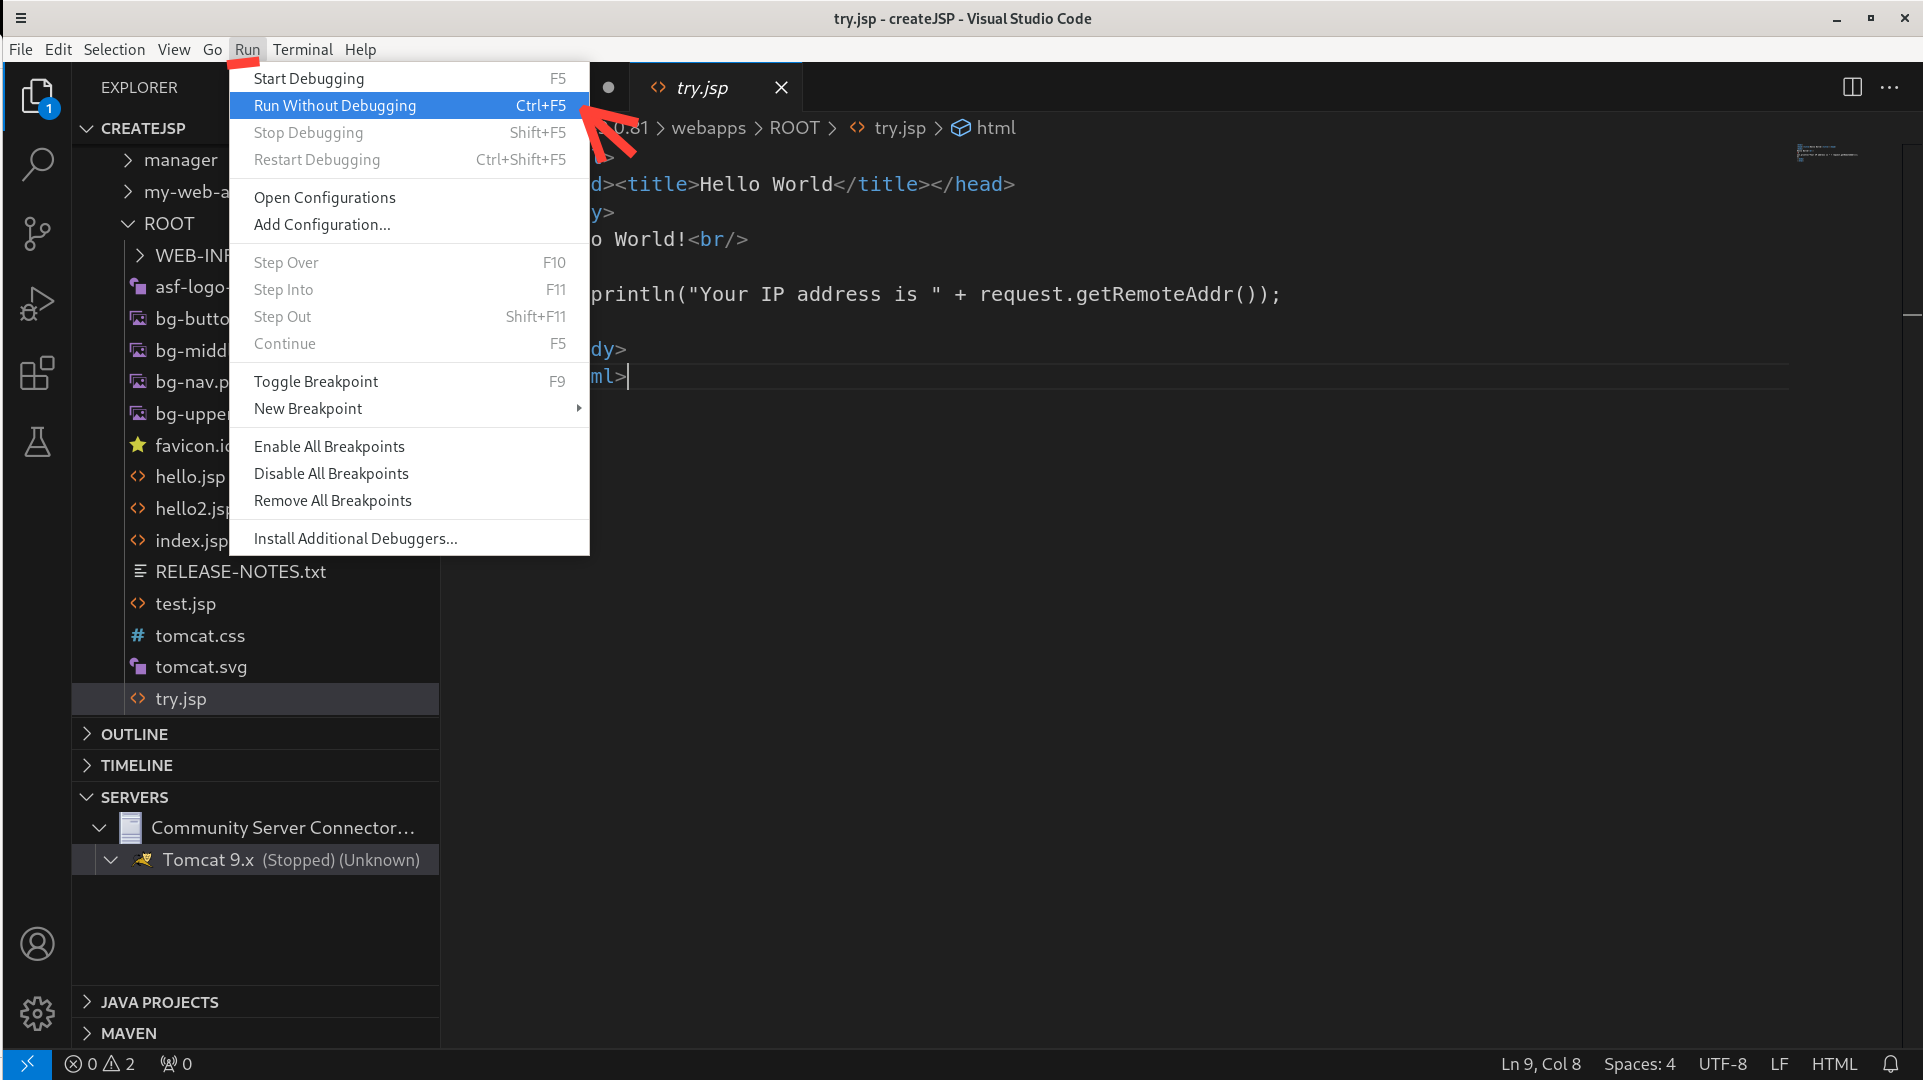 try.jsp - createJSP - Visual Studio Code
File Edit Selection View Go Run Terminal Help
EXPLORER
1
CREATEJSP
manager
my-web-a
ROOT
WEB-INF
asf-logo-
bg-butto
bg-midd
bg-nav.p
bg-upper
favicon.ic
hello.jsp
hello2.jsp
index.jsp
RELEASE-NOTES.txt
test.jsp
tomcat.css
tomcat.svg
try.jsp
OUTLINE
TIMELINE
SERVERS
Community Server Connector...
Tomcat 9.x (Stopped) (Unknown)
JAVA PROJECTS
MAVEN
Start Debugging F5
Run Without Debugging Ctrl+F5
Stop Debugging Shift+F5
Restart Debugging Ctrl+Shift+F5
Open Configurations
Add Configuration...
Step Over F10
Step Into F11
Step Out Shift+F11
Continue F5
Toggle Breakpoint F9
New Breakpoint
Enable All Breakpoints
Disable All Breakpoints
Remove All Breakpoints
Install Additional Debuggers...
try.jsp
0.81 > webapps > ROOT > try.jsp > html
>
d><title>Hello World</title></head>
y>
o World!<br/>
println("Your IP address is " + request.getRemoteAddr());
dy>
ml>
0 2 0
Ln 9, Col 8 Spaces: 4 UTF-8 LF HTML